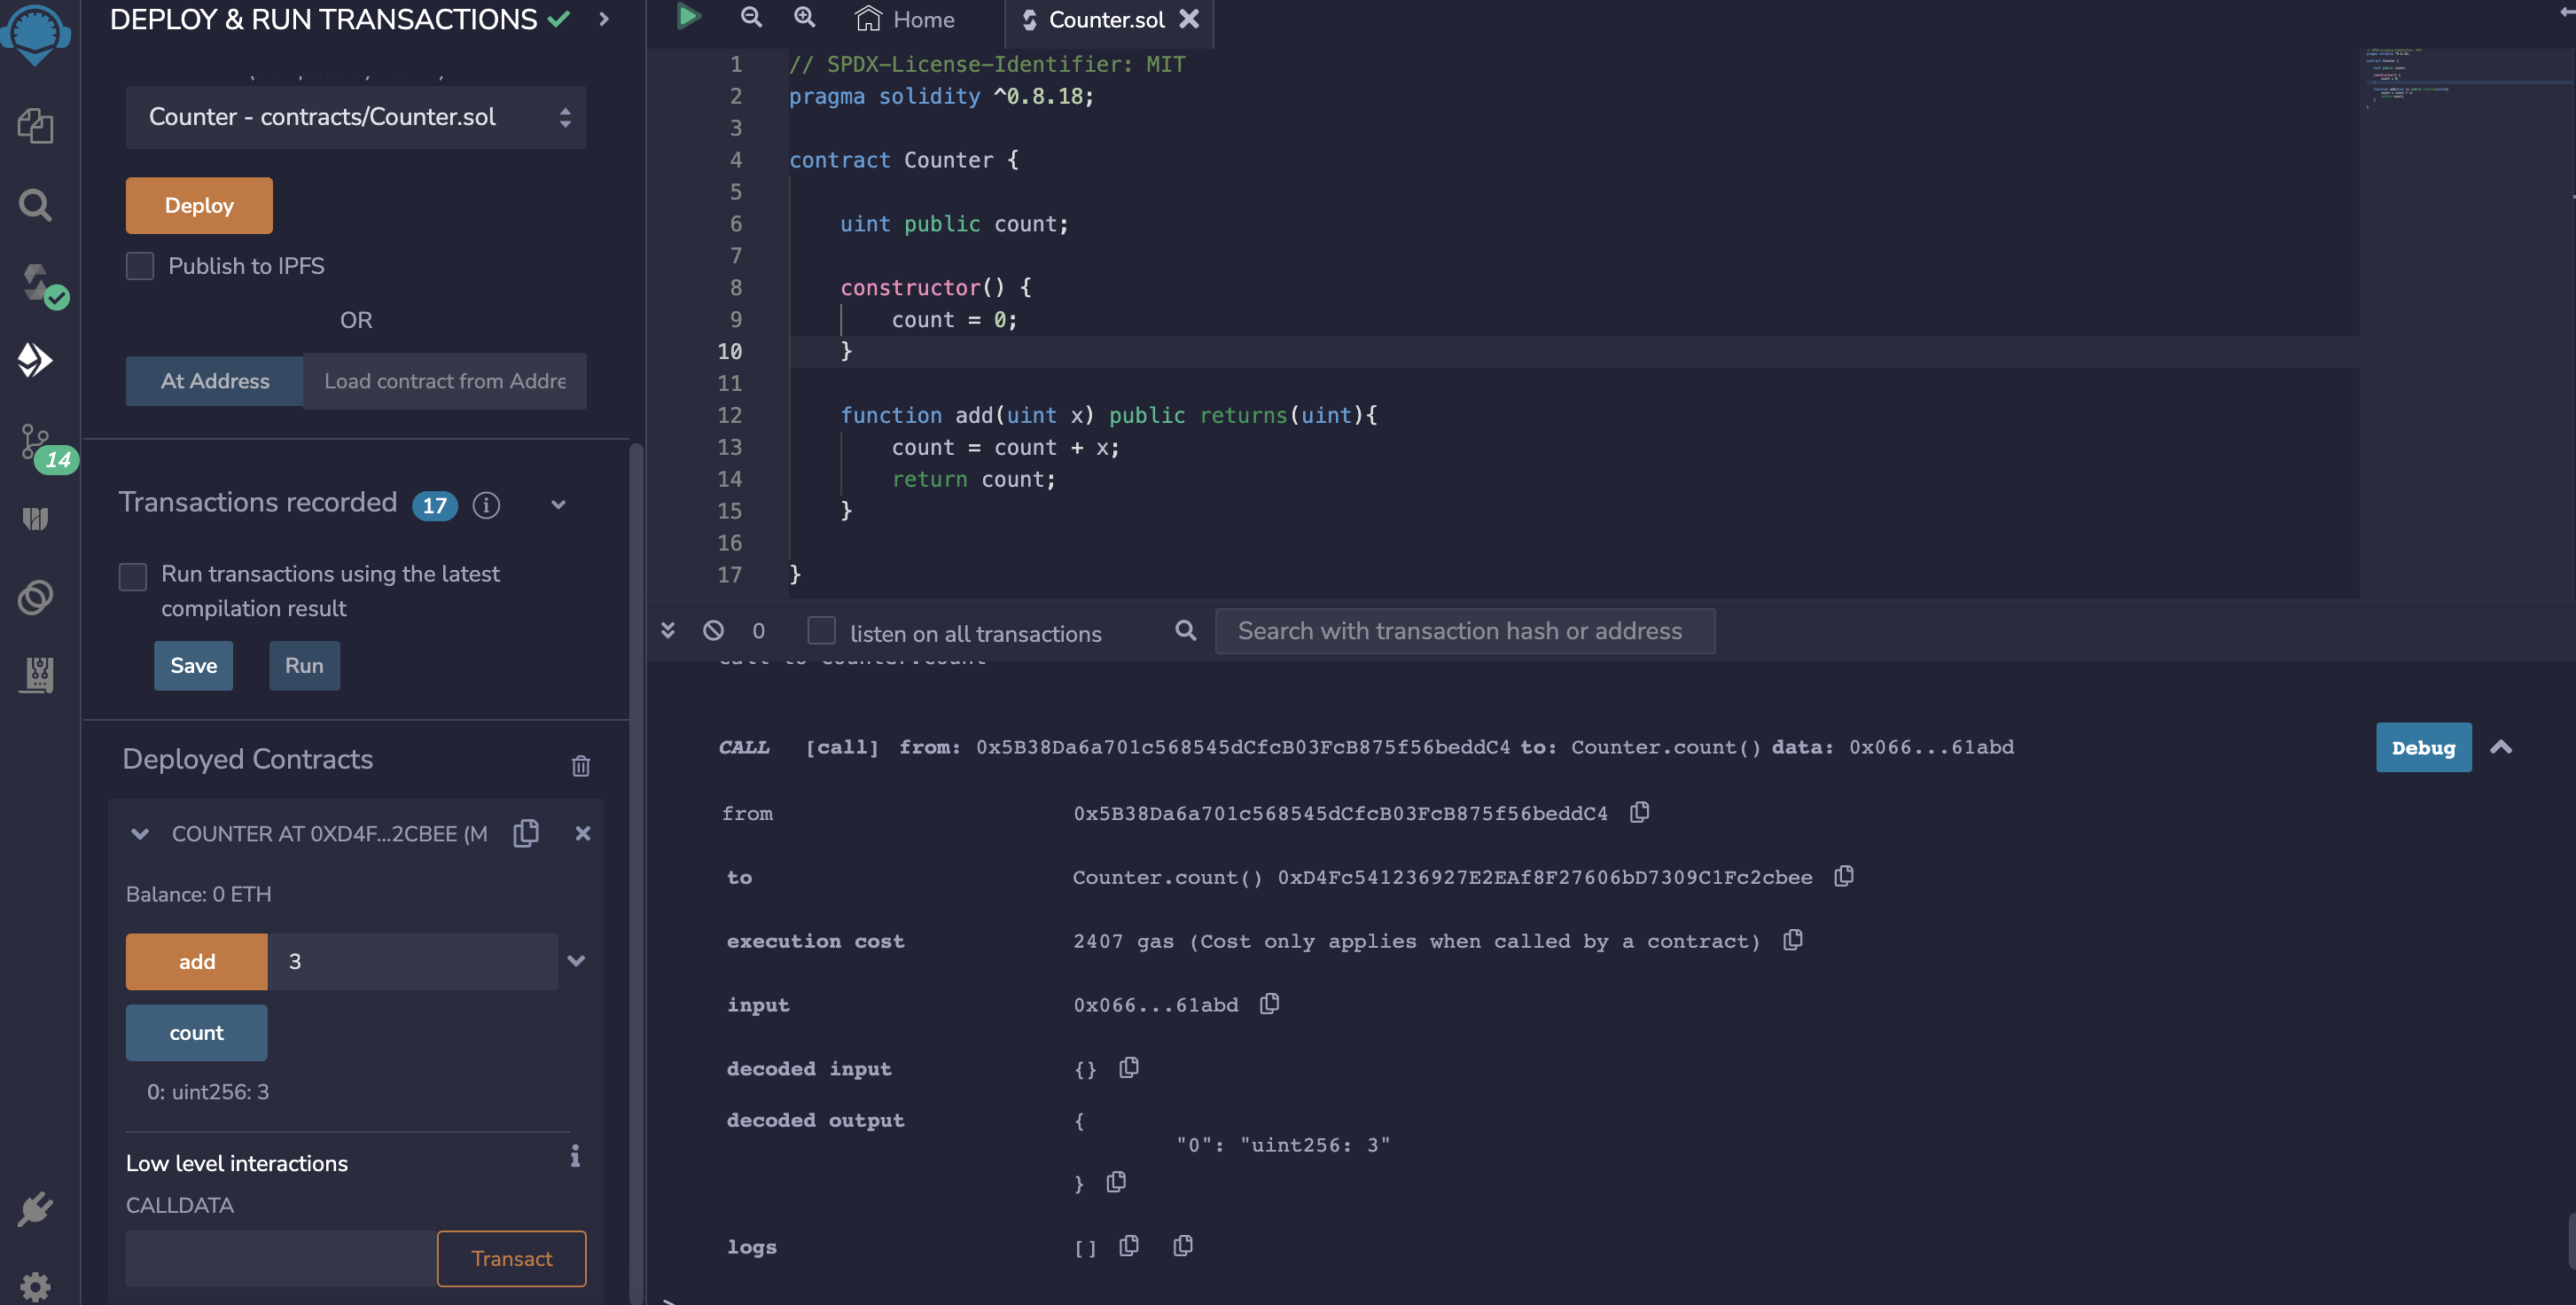 DEPLOY & RUN TRANSACTIONS
Counter - contracts/Counter.sol
Deploy
Publish to IPFS
OR
At Address
Load contract from Addre
14
Transactions recorded 17
Run transactions using the latest
compilation result
Save
Run
Deployed Contracts
COUNTER AT 0XD4F...2CBEE (M
Balance: 0 ETH
add
3
count
0: uint256: 3
Low level interactions
CALLDATA
Transact
Home
Counter.sol
1 // SPDX-License-Identifier: MIT
2 pragma solidity ^0.8.18;
3
4 contract Counter {
5
6 uint public count;
7
8 constructor() {
9 count = 0;
10 }
11
12 function add(uint x) public returns(uint){
13 count = count + x;
14 return count;
15 }
16
17 }
0
listen on all transactions
Search with transaction hash or address
call to Counter.count
CALL [call] from: 0x5B38Da6a701c568545dCfcB03FcB875f56beddC4 to: Counter.count() data: 0x066...61abd
Debug
from 0x5B38Da6a701c568545dCfcB03FcB875f56beddC4
to Counter.count() 0xD4Fc541236927E2EAf8F27606bD7309C1Fc2cbee
execution cost 2407 gas (Cost only applies when called by a contract)
input 0x066...61abd
decoded input {}
decoded output {
"0": "uint256: 3"
}
logs []
>